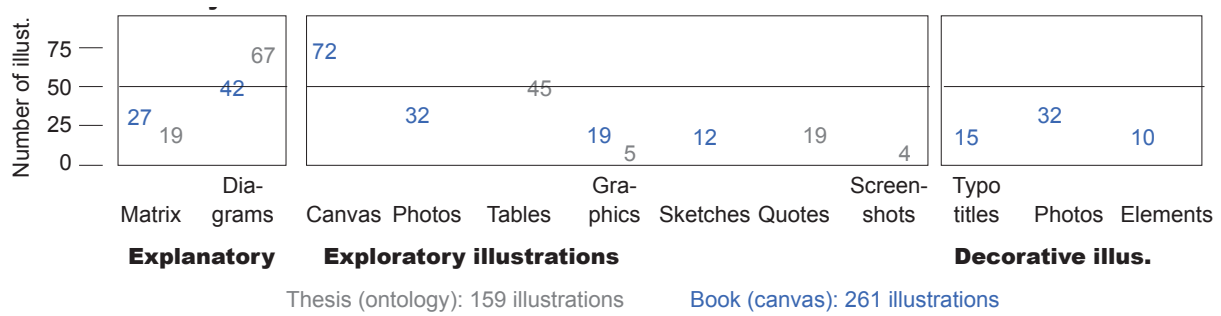 Number of illust.
75
50
25
0
67
42
27
19
72
45
32
19
5
12
19
4
15
32
10
Dia-
Gra-
Screen-
Typo
Matrix grams Canvas Photos Tables phics Sketches Quotes shots titles Photos Elements
Explanatory Exploratory illustrations Decorative illus.
Thesis (ontology): 159 illustrations Book (canvas): 261 illustrations